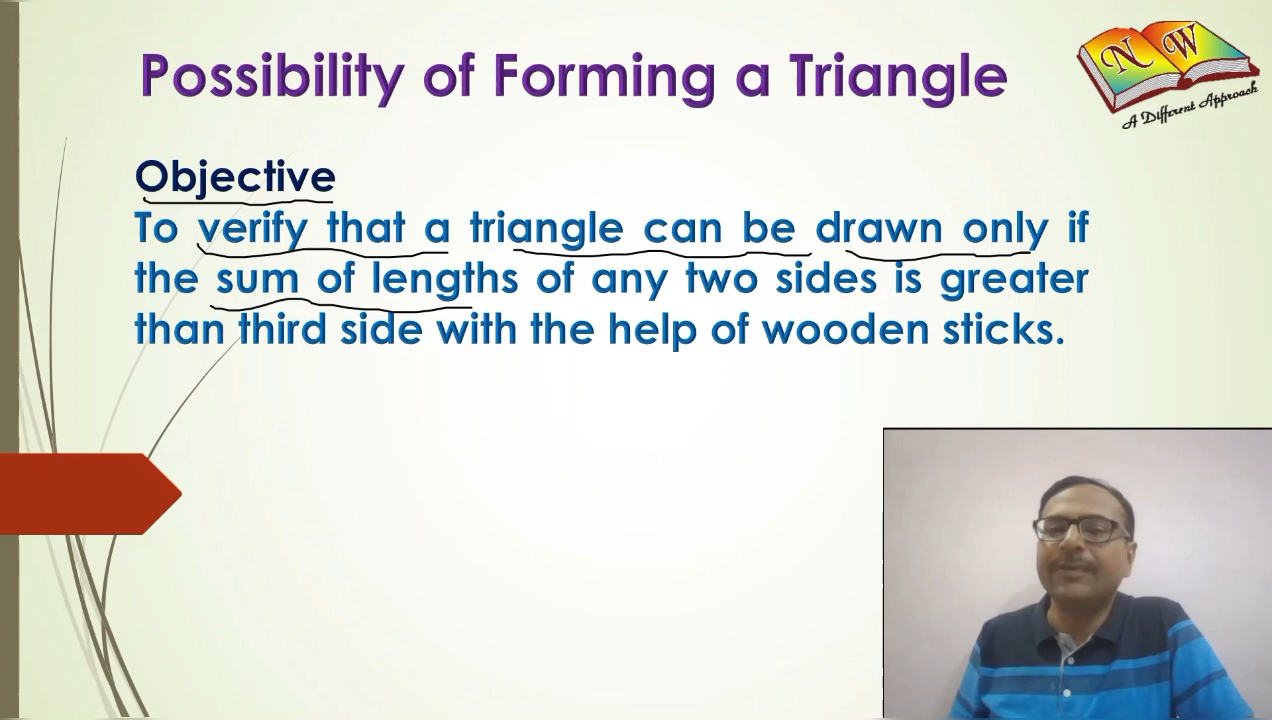 Possibility of Forming a Triangle
N W
A Different Approach
Objective
To verify that a triangle can be drawn only if
the sum of lengths of any two sides is greater
than third side with the help of wooden sticks.